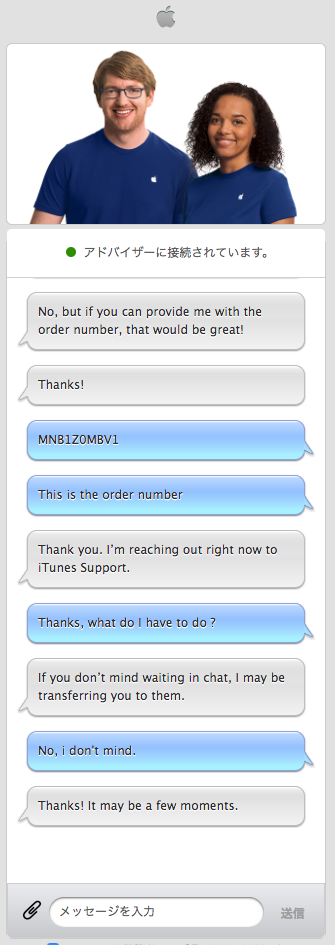 アドバイザーに接続されています。
No, but if you can provide me with the
order number, that would be great!
Thanks!
MNB1Z0MBV1
This is the order number
Thank you. I'm reaching out right now to
iTunes Support.
Thanks, what do I have to do ?
If you don't mind waiting in chat, I may be
transferring you to them.
No, i don't mind.
Thanks! It may be a few moments.
メッセージを入力
送信